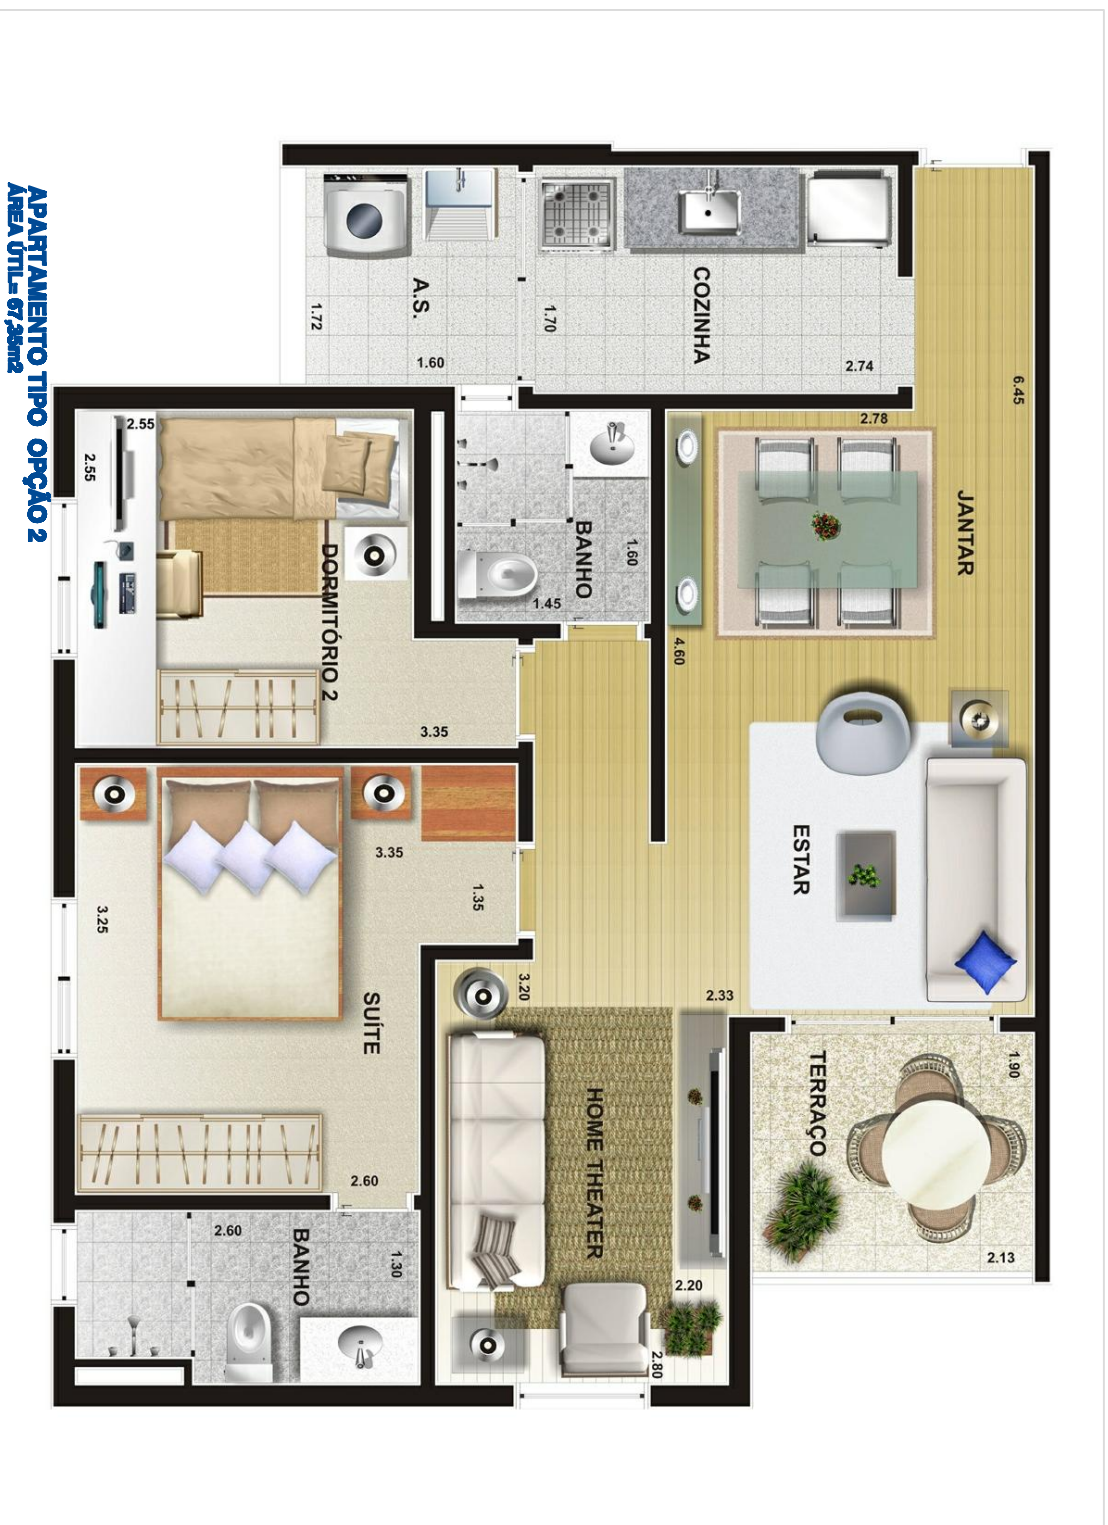 APARTAMENTO TIPO OPÇÃO 2
ÁREA ÚTIL= 67,35m2
A.S.
1.72
1.60
COZINHA
1.70
2.74
6.45
2.78
JANTAR
4.60
BANHO
1.60
1.45
DORMITÓRIO 2
2.55
2.55
3.35
ESTAR
2.33
SUÍTE
3.35
1.35
3.25
2.60
HOME THEATER
3.20
2.20
2.80
TERRAÇO
1.90
2.13
BANHO
2.60
1.30